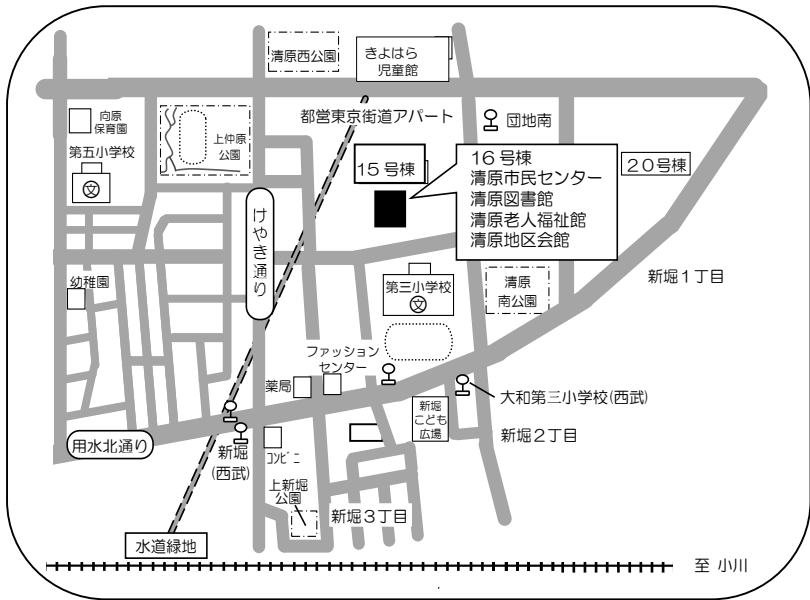 清原西公園
きよはら
児童館
向原
保育園
都営東京街道アパート
団地南
上仲原
公園
第五小学校
文
15号棟
16号棟
清原市民センター
清原図書館
清原老人福祉館
清原地区会館
20号棟
けやき通り
幼稚園
第三小学校
文
清原
南公園
新堀1丁目
ファッション
センター
薬局
大和第三小学校(西武)
新堀
こども
広場
新堀2丁目
用水北通り
新堀
(西武)
コンビニ
上新堀
公園
新堀3丁目
水道緑地
至 小川